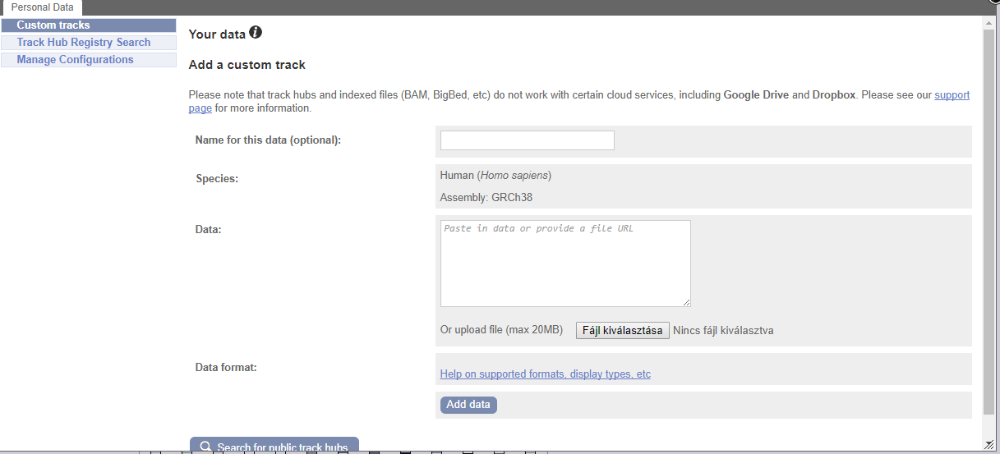 Personal Data
Custom tracks
Track Hub Registry Search
Manage Configurations
Your data
Add a custom track
Please note that track hubs and indexed files (BAM, BigBed, etc) do not work with certain cloud services, including Google Drive and Dropbox. Please see our support
page for more information.
Name for this data (optional):
Species:
Human (Homo sapiens)
Assembly: GRCh38
Data:
Paste in data or provide a file URL
Or upload file (max 20MB) Fájl kiválasztása Nincs fájl kiválasztva
Data format:
Help on supported formats, display types, etc
Add data
Search for public track hubs